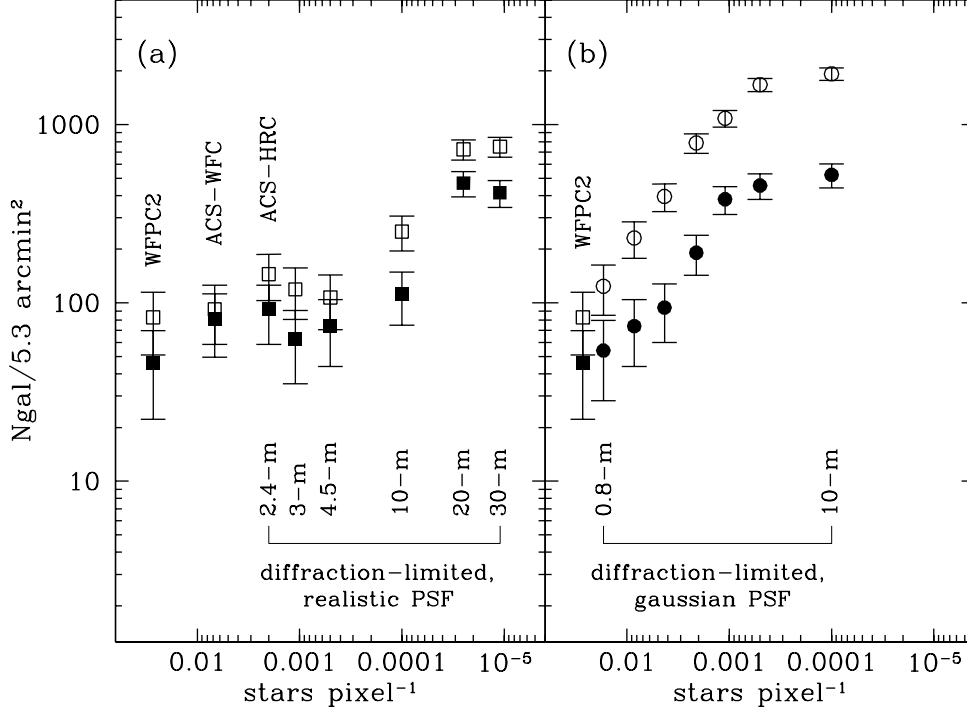 (a)
(b)
1000
100
10
Ngal/5.3 arcmin²
WFPC2
ACS-WFC
ACS-HRC
2.4-m
3-m
4.5-m
10-m
20-m
30-m
diffraction-limited,
realistic PSF
0.01
0.001
0.0001
10⁻⁵
stars pixel⁻¹
WFPC2
0.8-m
10-m
diffraction-limited,
gaussian PSF
0.01
0.001
0.0001
10⁻⁵
stars pixel⁻¹